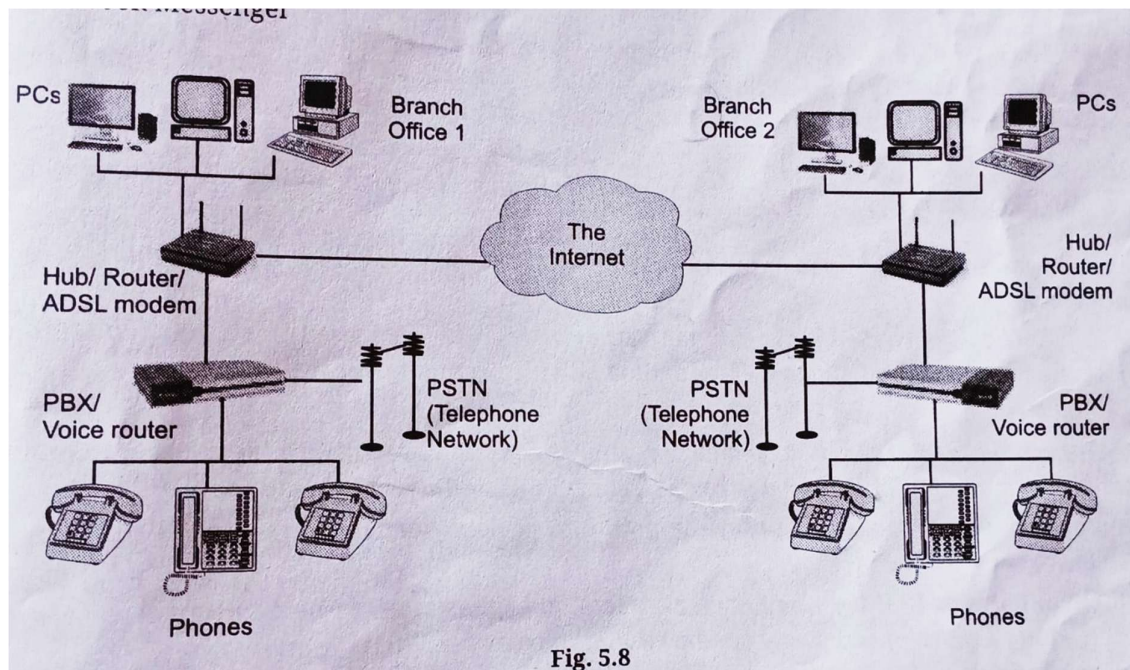 Messenger
PCs
Branch
Office 1
Branch
Office 2
PCs
The
Internet
Hub/ Router/
ADSL modem
Hub/
Router/
ADSL modem
PBX/
Voice router
PSTN
(Telephone
Network)
PSTN
(Telephone
Network)
PBX/
Voice router
Phones
Phones
Fig. 5.8